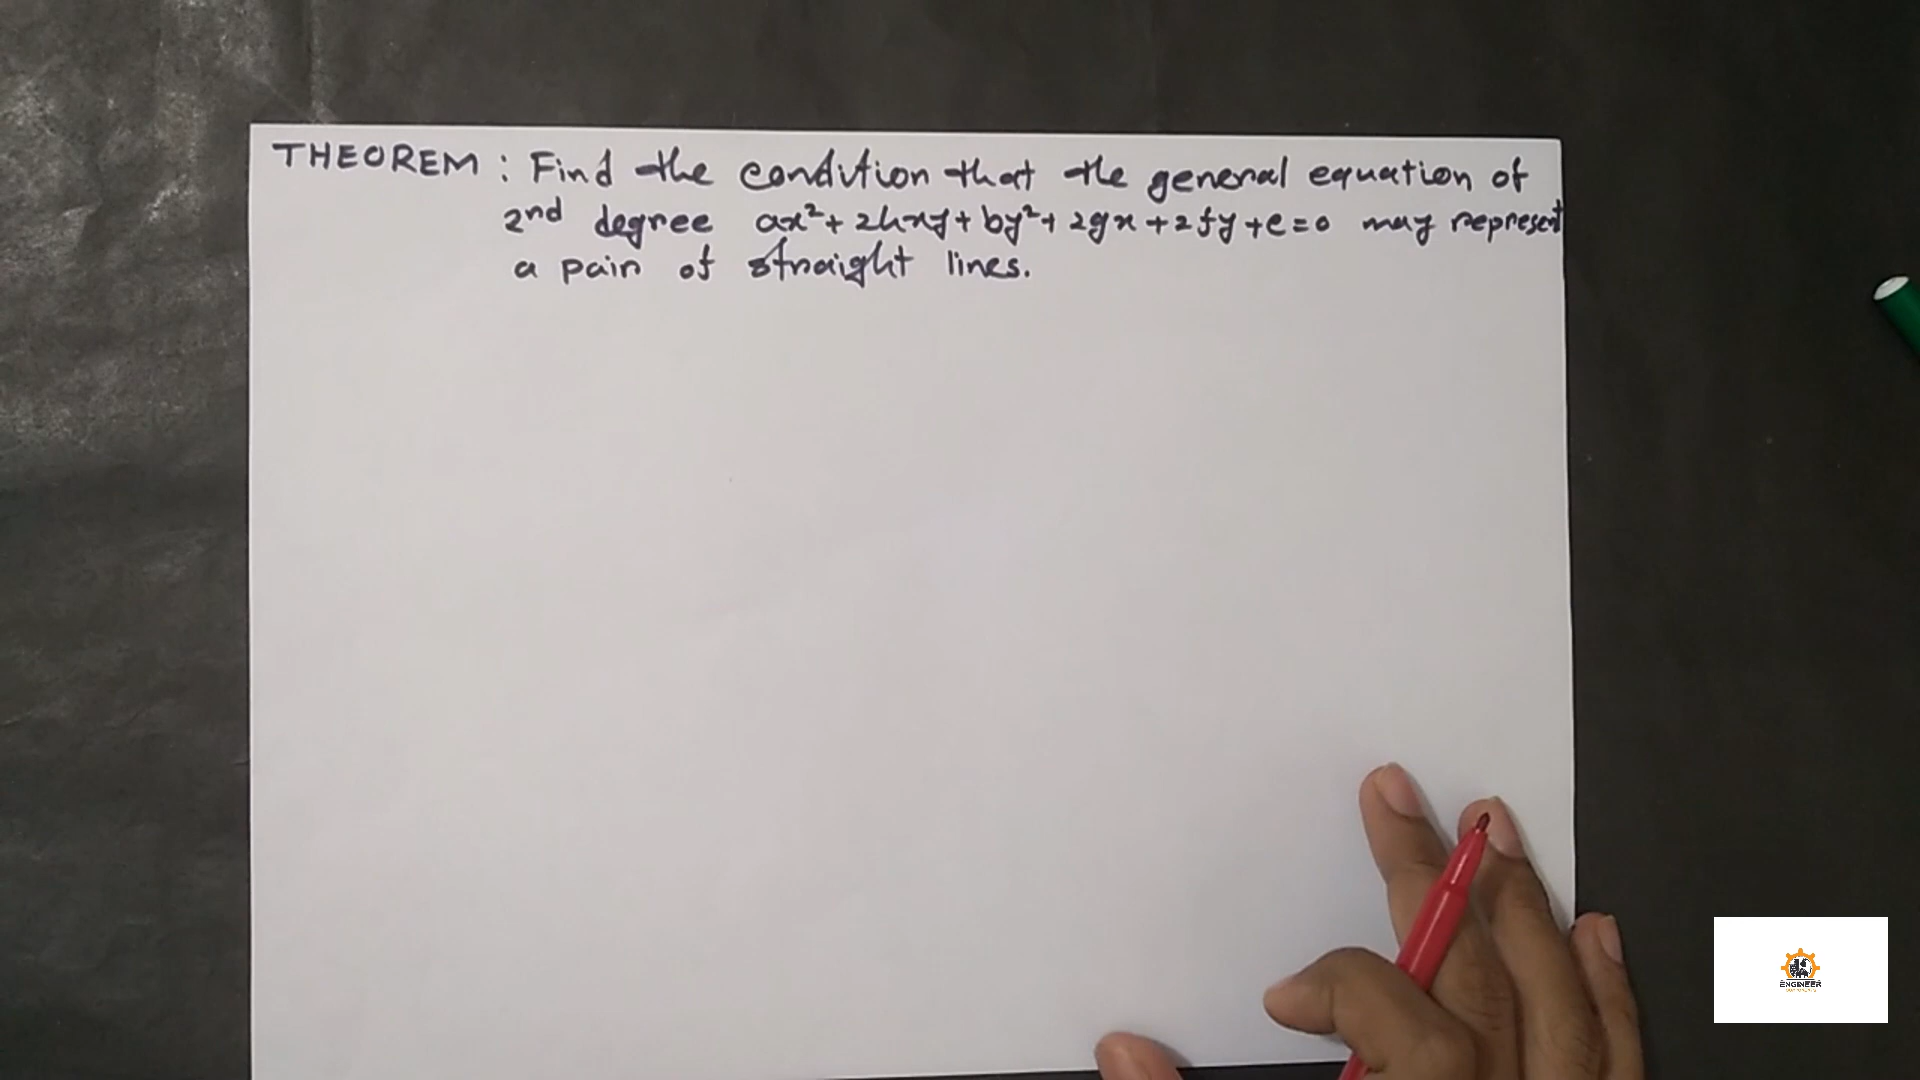 THEOREM : Find the condition that the general equation of
2nd degree ax²+2hxy+by²+2gx+2fy+c=0 may represent
a pair of straight lines.
ENGINEER